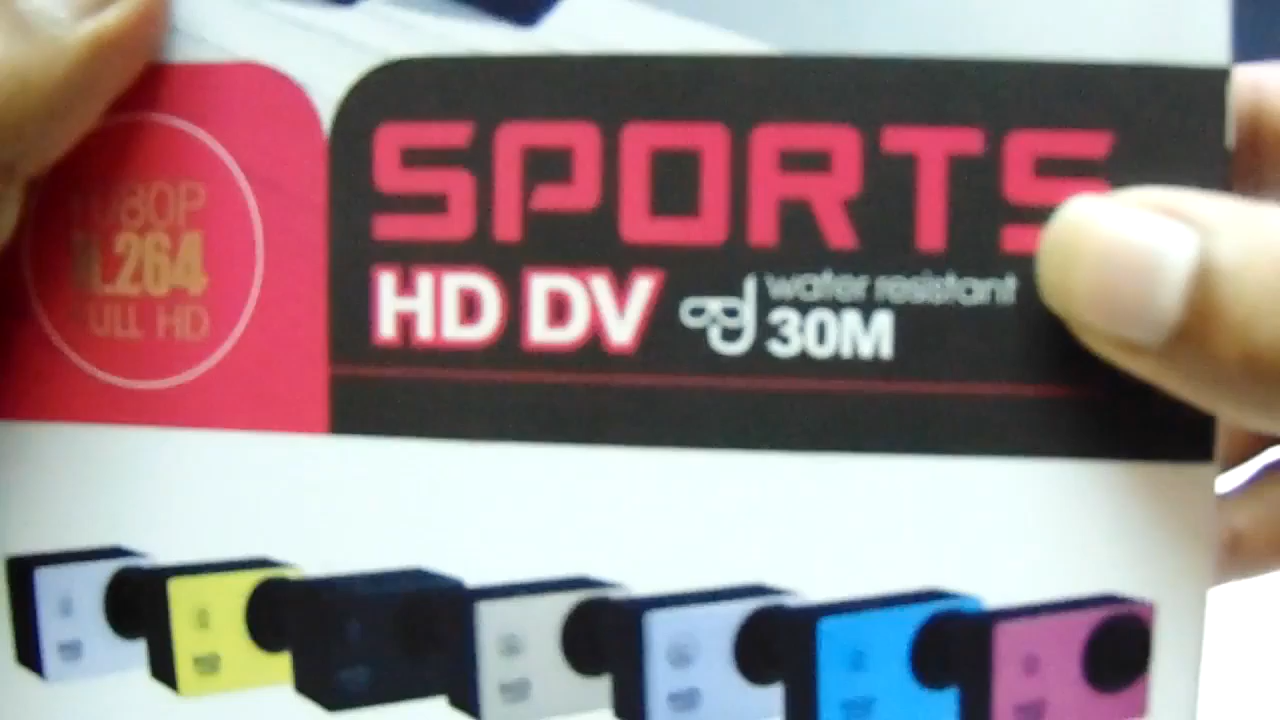 1080P
H.264
FULL HD
SPORTS
HD DV
water resistant
30M